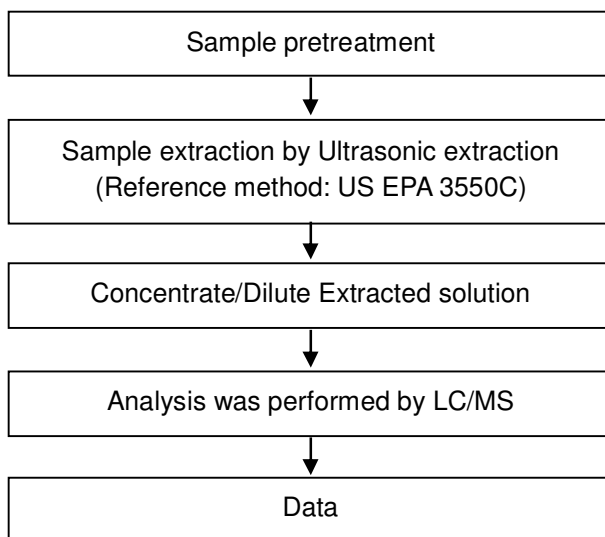 Sample pretreatment
Sample extraction by Ultrasonic extraction
(Reference method: US EPA 3550C)
Concentrate/Dilute Extracted solution
Analysis was performed by LC/MS
Data